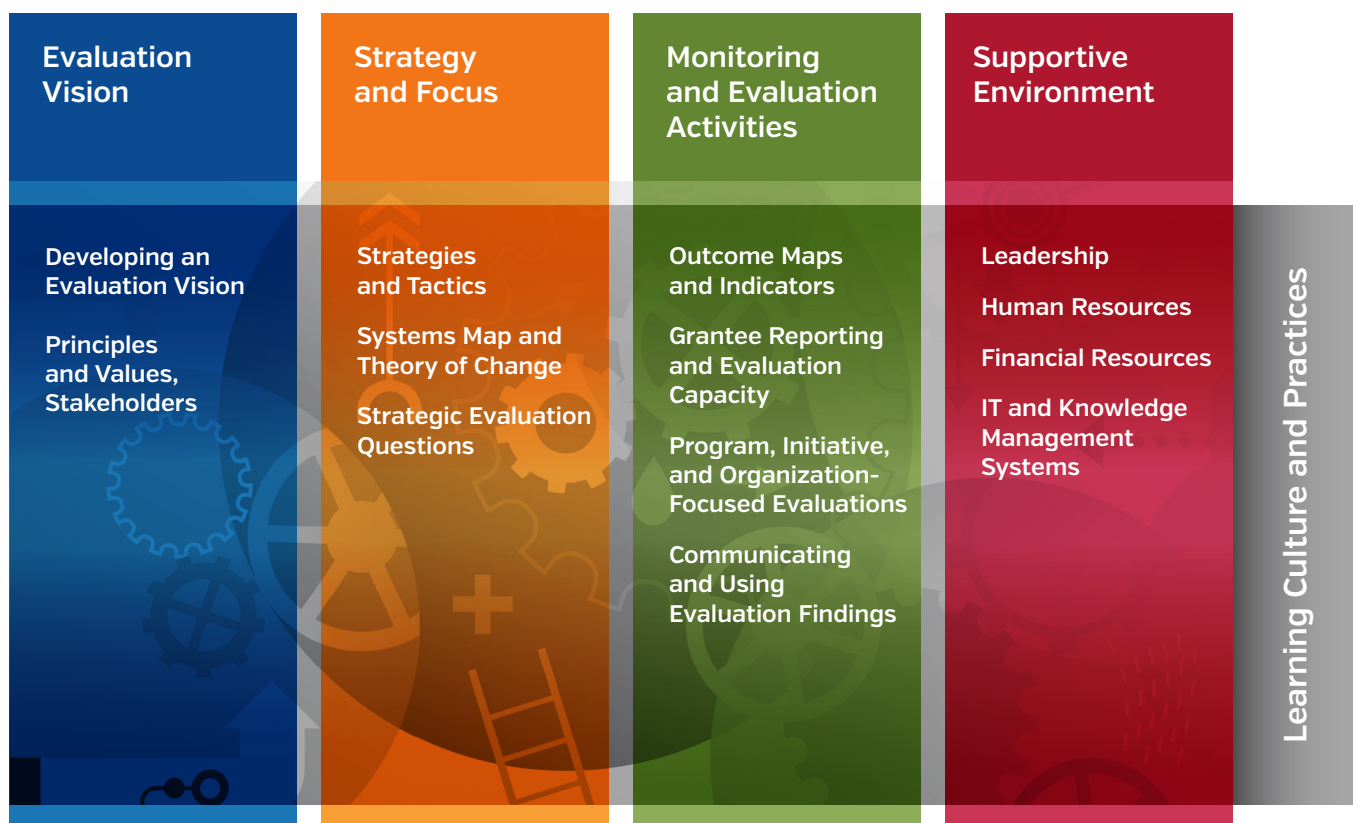 Evaluation
Vision
Developing an
Evaluation Vision
Principles
and Values,
Stakeholders
Strategy
and Focus
Strategies
and Tactics
Systems Map and
Theory of Change
Strategic Evaluation
Questions
Monitoring
and Evaluation
Activities
Outcome Maps
and Indicators
Grantee Reporting
and Evaluation
Capacity
Program, Initiative,
and Organization-
Focused Evaluations
Communicating
and Using
Evaluation Findings
Supportive
Environment
Leadership
Human Resources
Financial Resources
IT and Knowledge
Management
Systems
Learning Culture and Practices